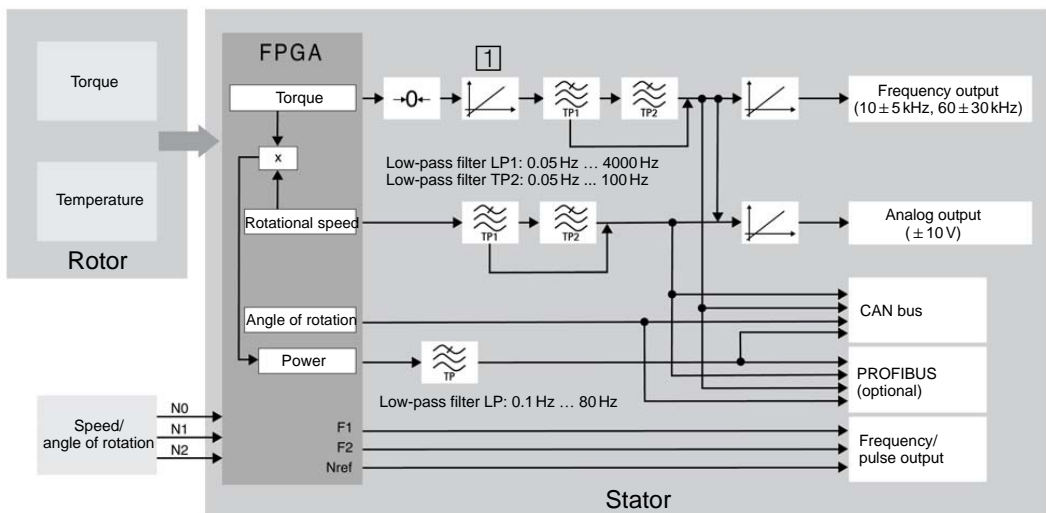 Torque
Temperature
Rotor
FPGA
1
Torque
→0←
TP1
TP2
Frequency output
(10 ± 5 kHz, 60 ± 30 kHz)
x
Low-pass filter LP1: 0.05 Hz … 4000 Hz
Low-pass filter TP2: 0.05 Hz ... 100 Hz
Rotational speed
TP1
TP2
Analog output
(± 10 V)
Angle of rotation
CAN bus
Power
TP
PROFIBUS
(optional)
Low-pass filter LP: 0.1 Hz … 80 Hz
Speed/
angle of rotation
N0
N1
N2
F1
F2
Nref
Frequency/
pulse output
Stator